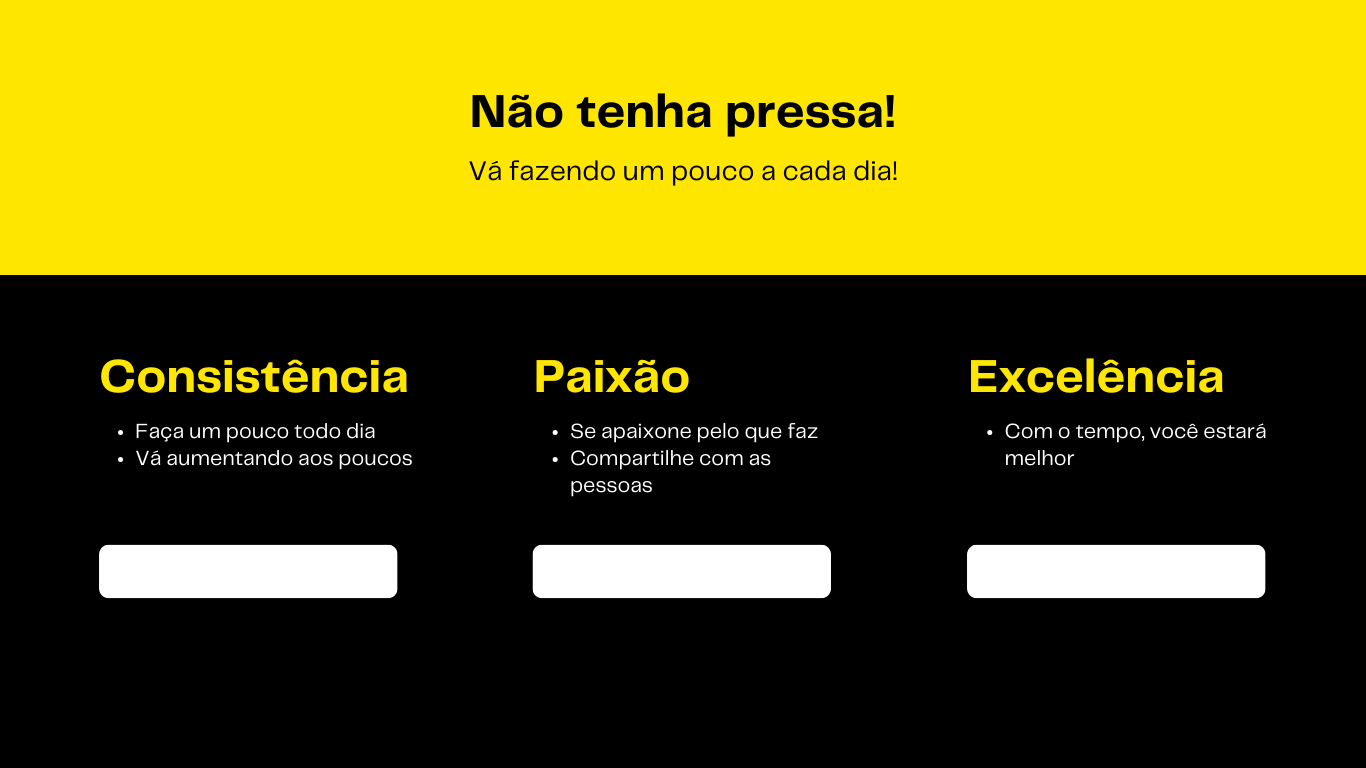 Não tenha pressa!
Vá fazendo um pouco a cada dia!
Consistência
• Faça um pouco todo dia
• Vá aumentando aos poucos
Paixão
• Se apaixone pelo que faz
• Compartilhe com as
pessoas
Excelência
• Com o tempo, você estará
melhor